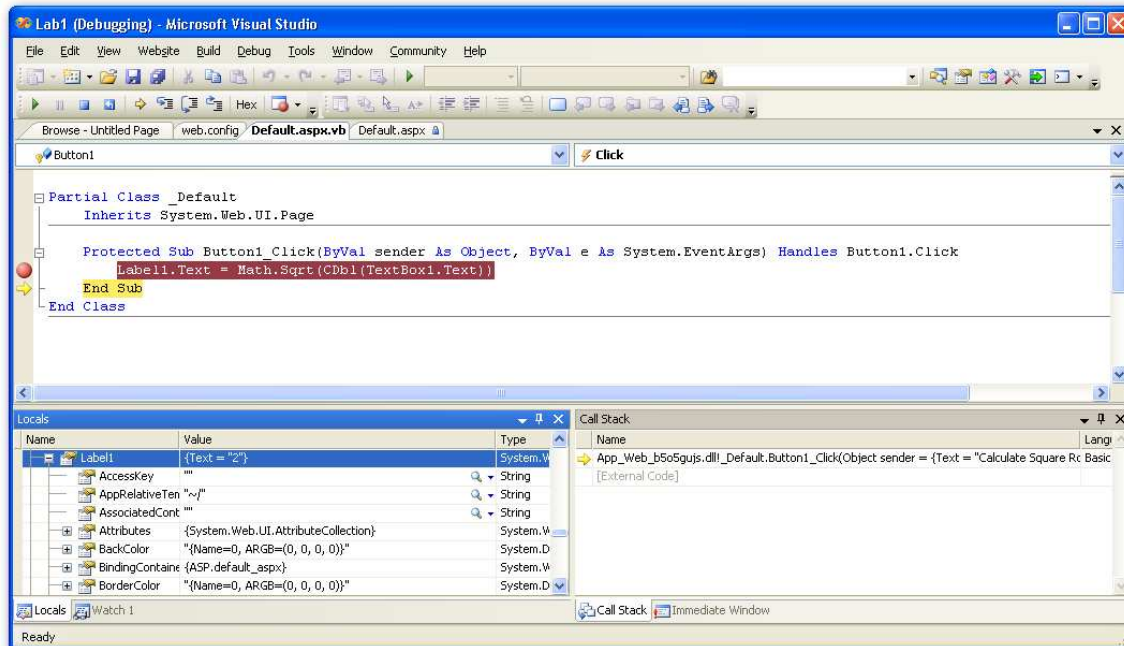 Lab1 (Debugging) - Microsoft Visual Studio
File Edit View Website Build Debug Tools Window Community Help
Hex
Browse - Untitled Page web.config Default.aspx.vb Default.aspx
Button1 Click
Partial Class _Default
Inherits System.Web.UI.Page
Protected Sub Button1_Click(ByVal sender As Object, ByVal e As System.EventArgs) Handles Button1.Click
Label1.Text = Math.Sqrt(CDbl(TextBox1.Text))
End Sub
End Class
Locals Call Stack
Name Value Type Name Langu
Label1 {Text = "2"} System.W App_Web_b5o5gujs.dll!_Default.Button1_Click(Object sender = {Text = "Calculate Square Ro Basic
AccessKey "" String [External Code]
AppRelativeTen "~/" String
AssociatedCont "" String
Attributes {System.Web.UI.AttributeCollection} System.W
BackColor "{Name=0, ARGB=(0, 0, 0, 0)}" System.D
BindingContaine {ASP.default_aspx} System.W
BorderColor "{Name=0, ARGB=(0, 0, 0, 0)}" System.D
Locals Watch 1 Call Stack Immediate Window
Ready